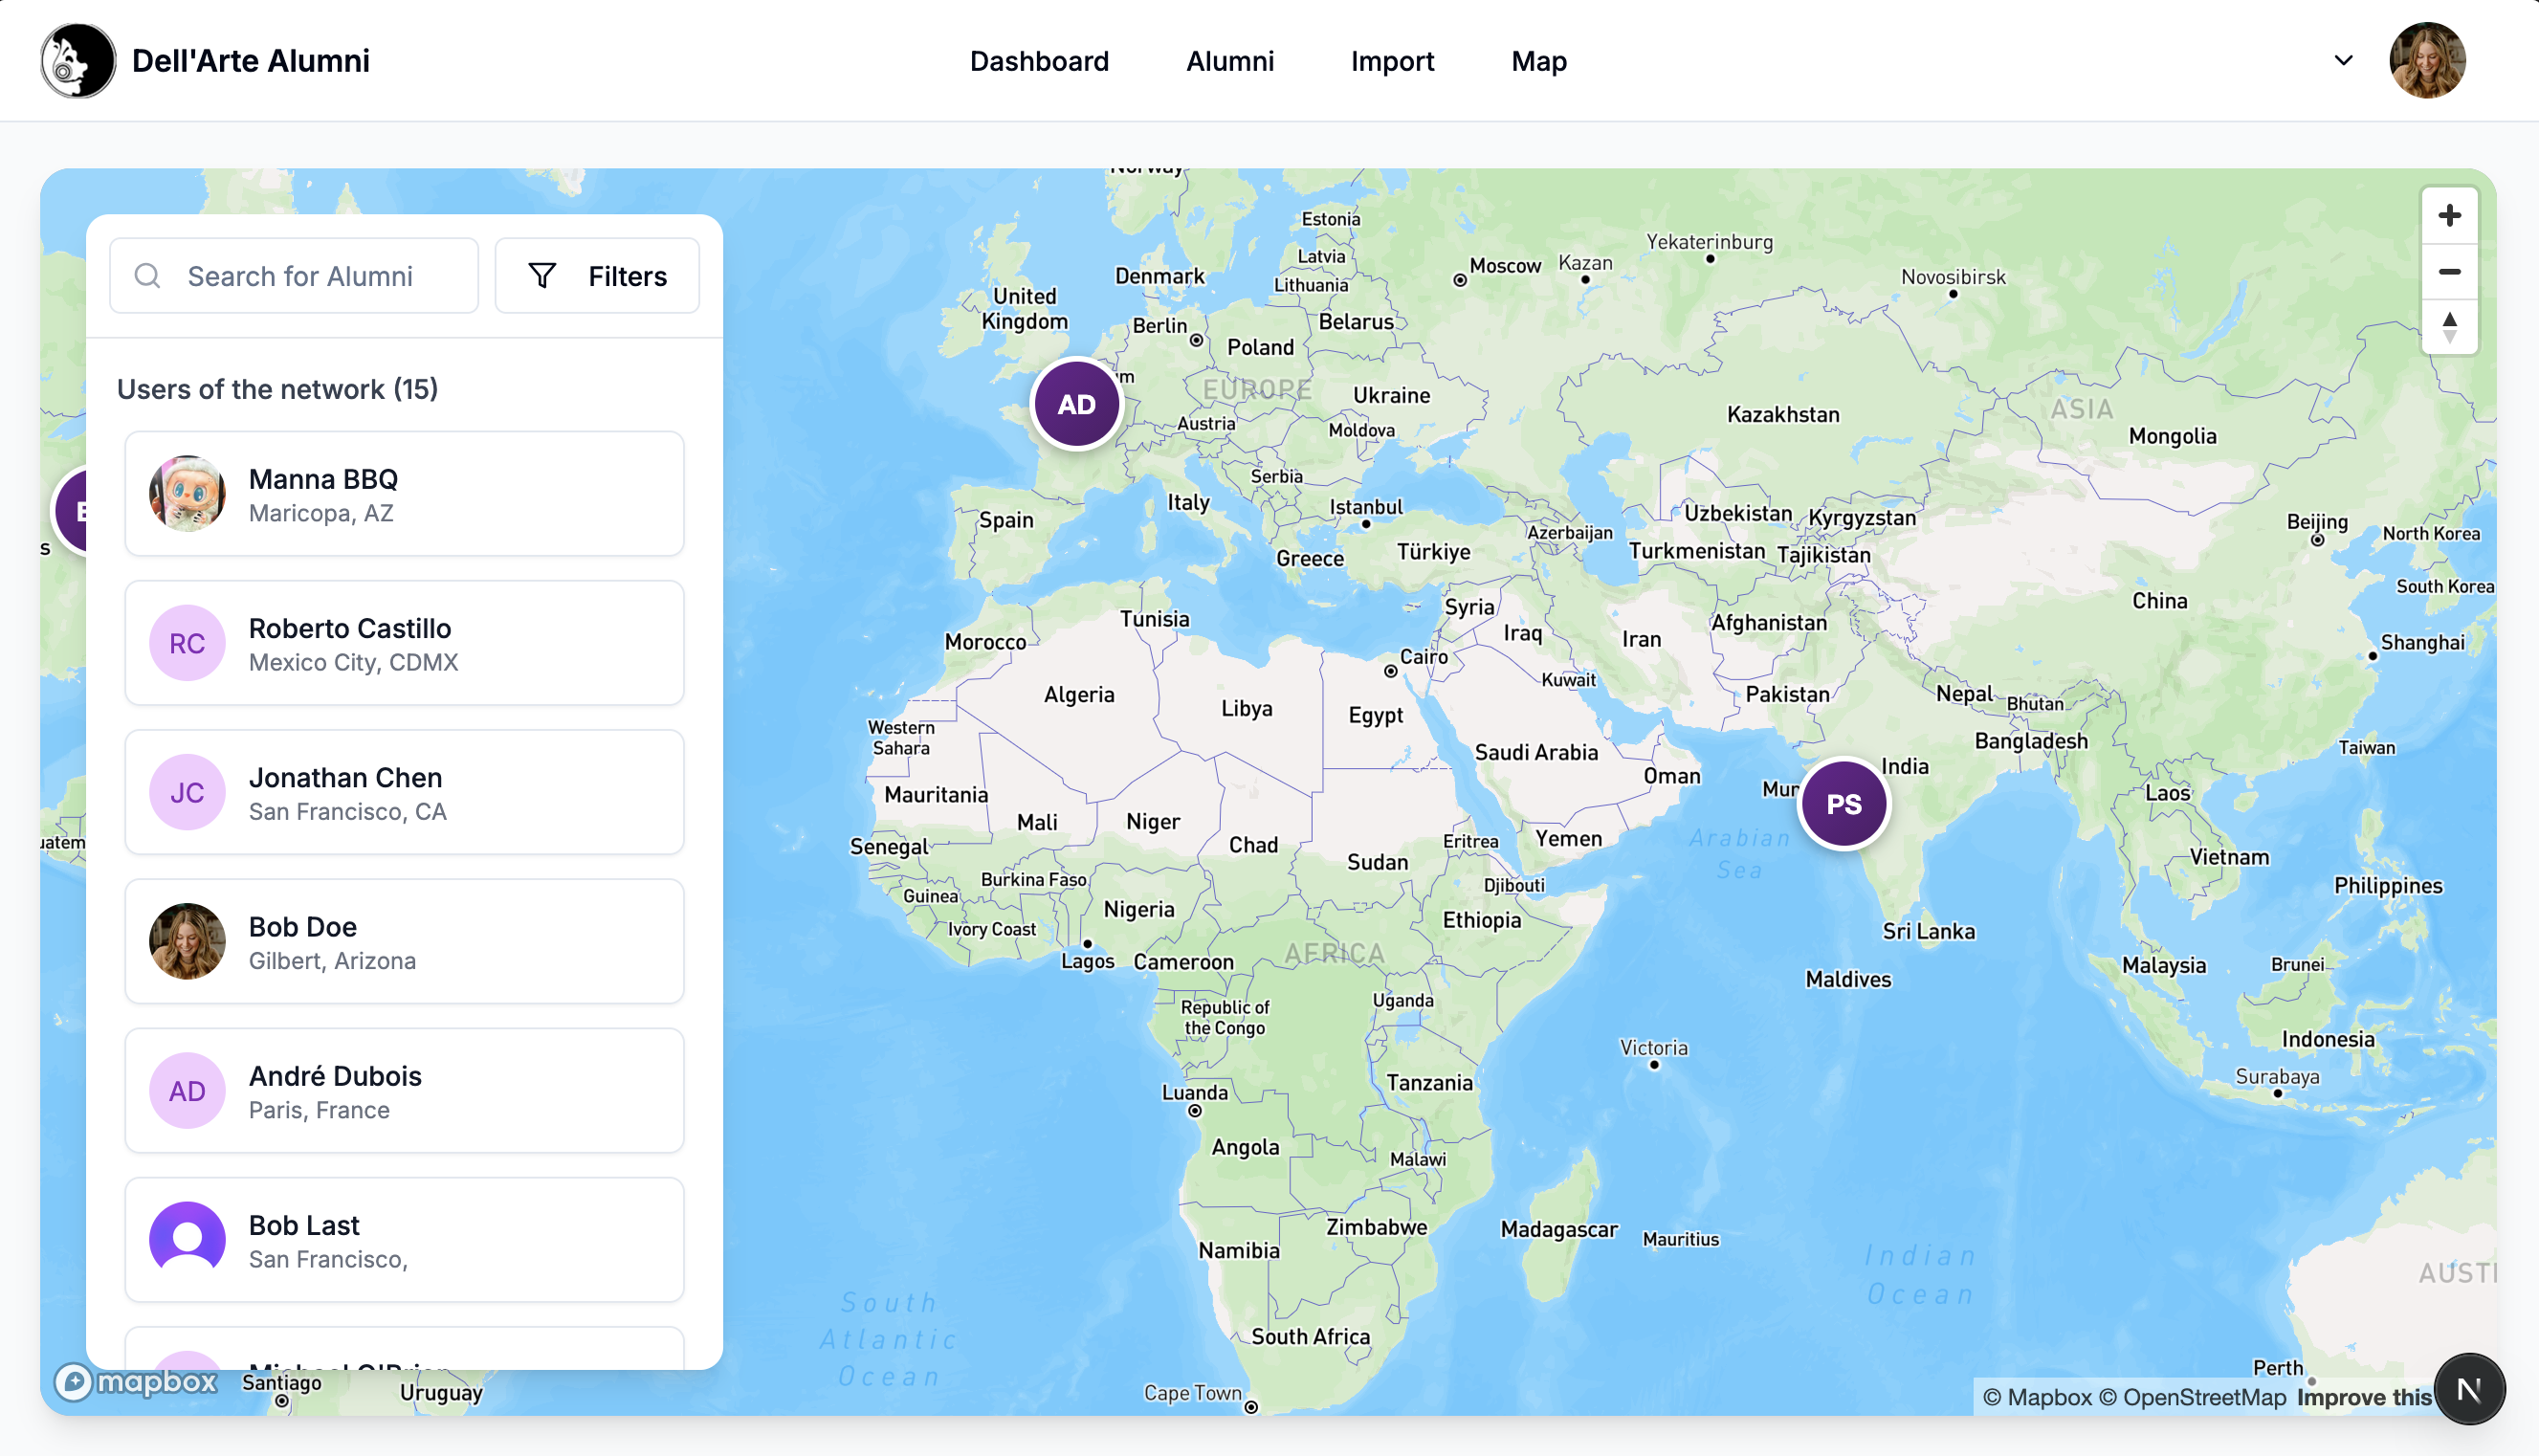 Dell'Arte Alumni
Dashboard
Alumni
Import
Map
Search for Alumni
Filters
Users of the network (15)
Manna BBQ
Maricopa, AZ
RC
Roberto Castillo
Mexico City, CDMX
JC
Jonathan Chen
San Francisco, CA
Bob Doe
Gilbert, Arizona
AD
André Dubois
Paris, France
Bob Last
San Francisco,
Michael O'Brien
mapbox
Norway
Estonia
Latvia
Lithuania
Denmark
United
Kingdom
Berlin
Poland
Belarus
Moscow
Kazan
Yekaterinburg
Novosibirsk
AD
EUROPE
Ukraine
Austria
Moldova
Kazakhstan
ASIA
Mongolia
Serbia
Italy
Spain
Istanbul
Greece
Türkiye
Azerbaijan
Uzbekistan
Kyrgyzstan
Turkmenistan
Tajikistan
Beijing
North Korea
South Korea
China
Shanghai
Tunisia
Morocco
Syria
Iraq
Iran
Afghanistan
Cairo
Kuwait
Pakistan
Nepal
Bhutan
Algeria
Libya
Egypt
Western
Sahara
Saudi Arabia
Bangladesh
Taiwan
Oman
India
PS
Mauritania
Mali
Niger
Chad
Sudan
Eritrea
Yemen
Arabian
Sea
Laos
Vietnam
Senegal
Burkina Faso
Guinea
Ivory Coast
Nigeria
Djibouti
Ethiopia
Philippines
Lagos
Cameroon
AFRICA
Sri Lanka
Maldives
Malaysia
Brunei
Republic of
the Congo
Uganda
Victoria
Indonesia
Surabaya
Luanda
Tanzania
Angola
Malawi
Zimbabwe
Madagascar
Mauritius
Namibia
Indian
Ocean
South
Atlantic
Ocean
South Africa
Cape Town
Perth
Santiago
Uruguay
© Mapbox © OpenStreetMap Improve this
N